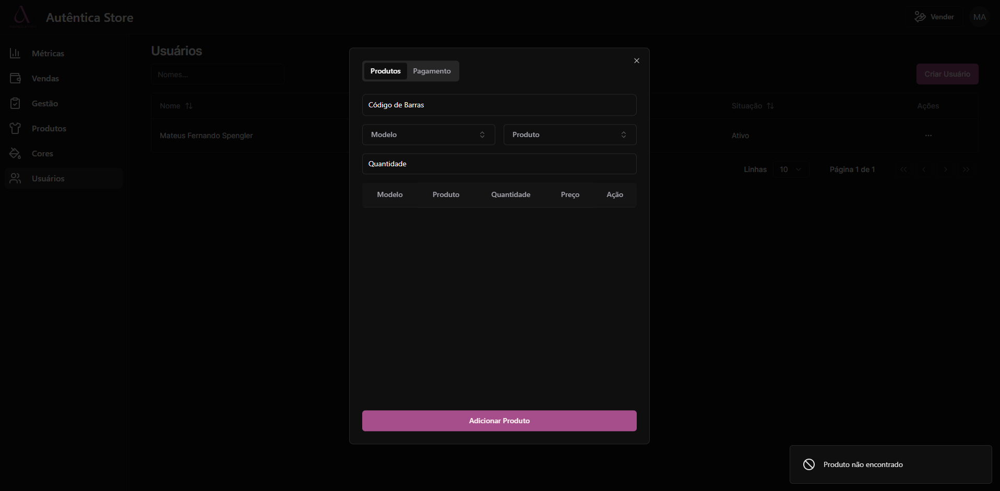 Autêntica Store
Vender
MA
Métricas
Vendas
Gestão
Produtos
Cores
Usuários
Usuários
Nomes...
Criar Usuário
Nome
Situação
Ações
Mateus Fernando Spengler
Ativo
Linhas
10
Página 1 de 1
Produtos
Pagamento
Código de Barras
Modelo
Produto
Quantidade
Modelo
Produto
Quantidade
Preço
Ação
Adicionar Produto
Produto não encontrado